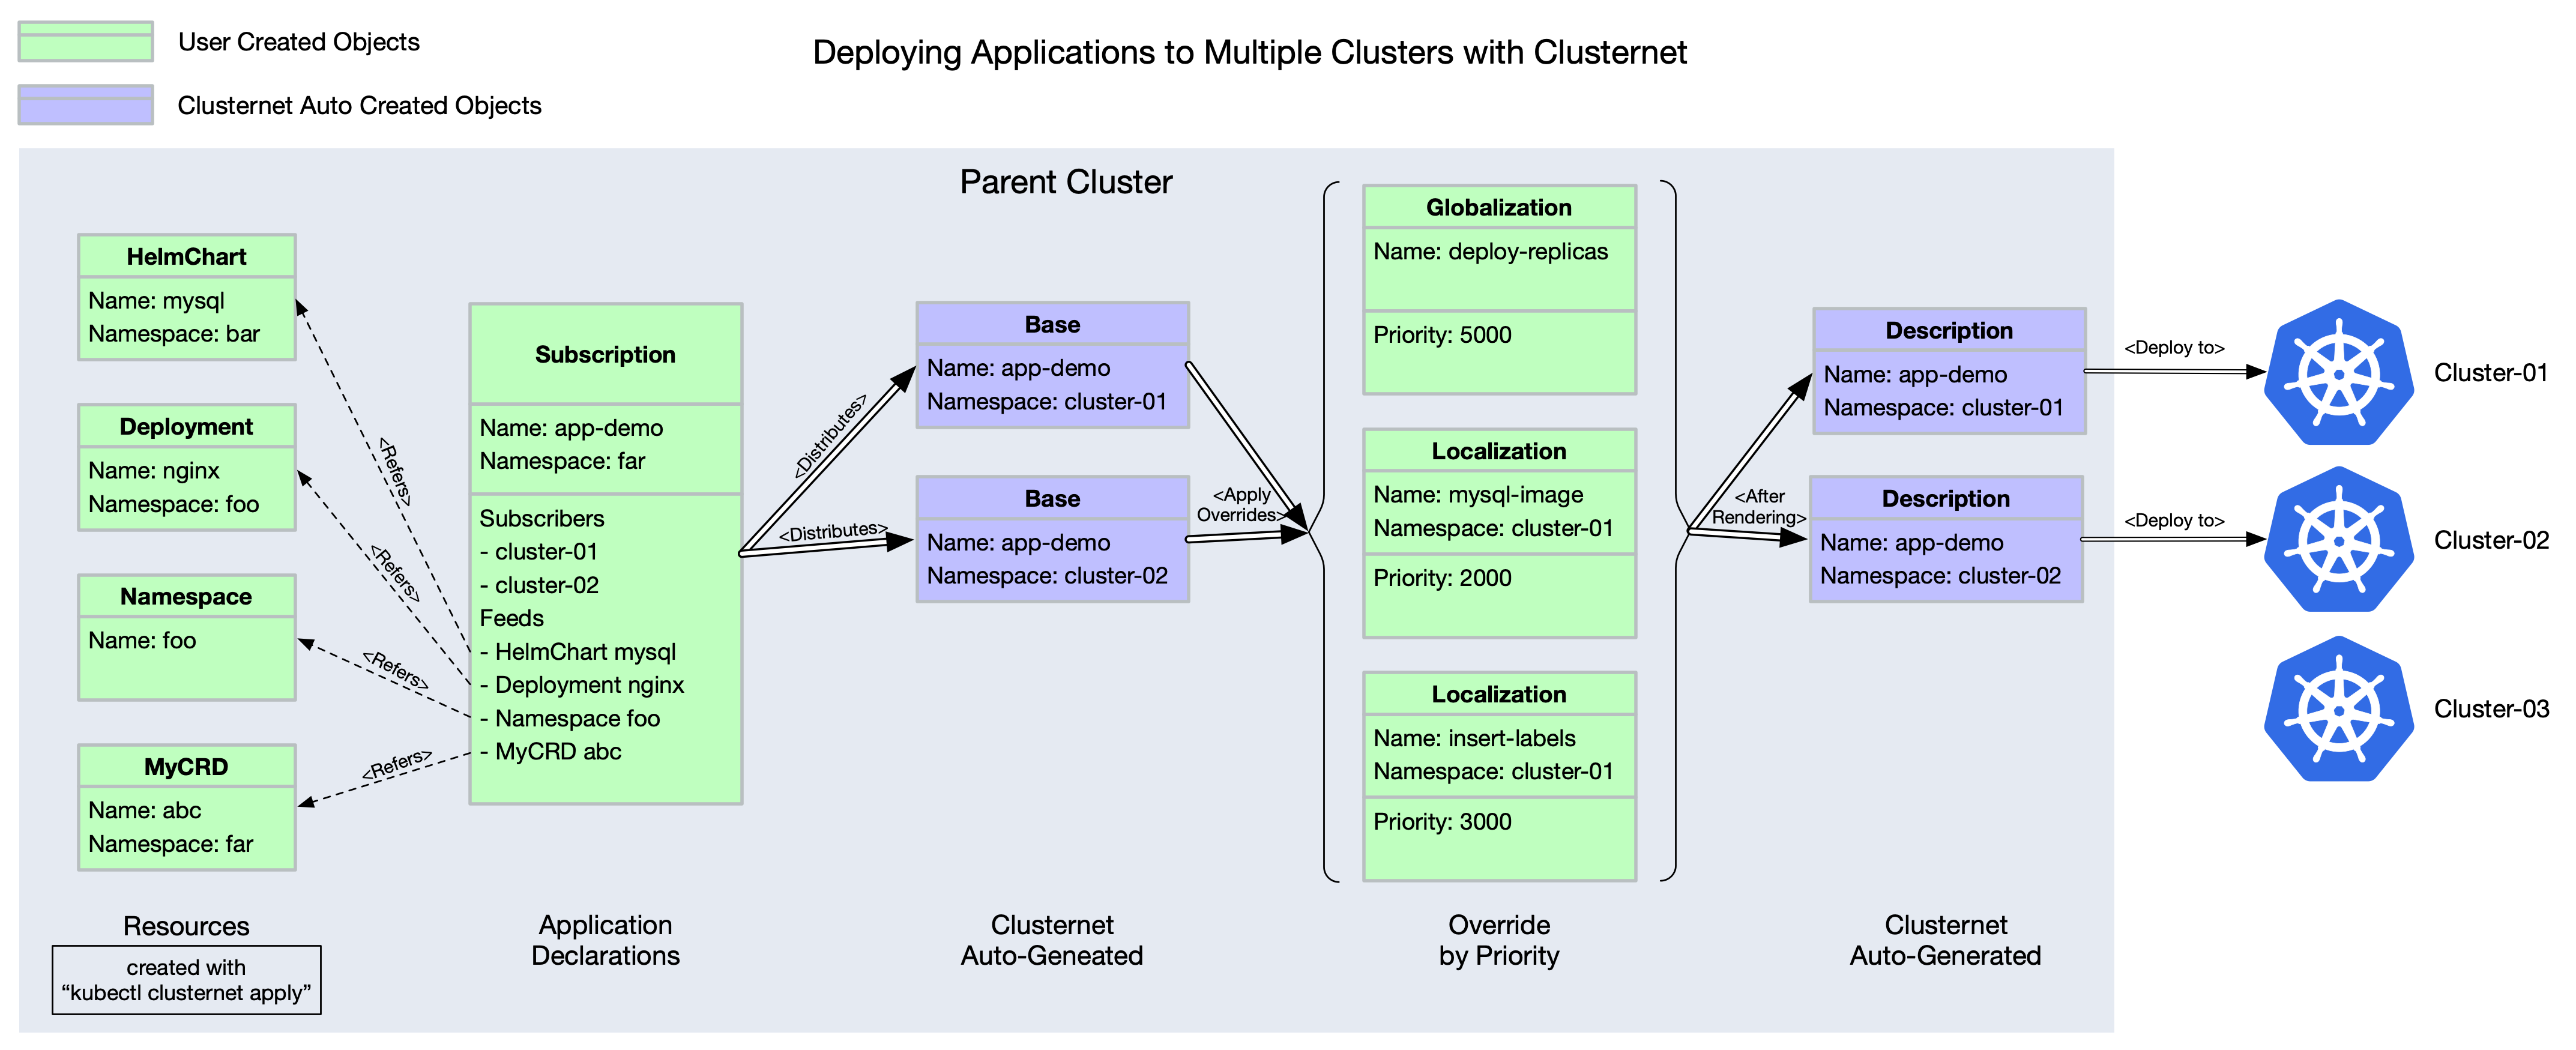 User Created Objects
Clusternet Auto Created Objects
Deploying Applications to Multiple Clusters with Clusternet
Parent Cluster
HelmChart
Name: mysql
Namespace: bar
Deployment
Name: nginx
Namespace: foo
Namespace
Name: foo
MyCRD
Name: abc
Namespace: far
Resources
created with
“kubectl clusternet apply”
<Refers>
<Refers>
<Refers>
<Refers>
Subscription
Name: app-demo
Namespace: far
Subscribers
- cluster-01
- cluster-02
Feeds
- HelmChart mysql
- Deployment nginx
- Namespace foo
- MyCRD abc
Application
Declarations
<Distributes>
<Distributes>
Base
Name: app-demo
Namespace: cluster-01
Base
Name: app-demo
Namespace: cluster-02
Clusternet
Auto-Geneated
<Apply
Overrides>
Globalization
Name: deploy-replicas
Priority: 5000
Localization
Name: mysql-image
Namespace: cluster-01
Priority: 2000
Localization
Name: insert-labels
Namespace: cluster-01
Priority: 3000
Override
by Priority
<After
Rendering>
Description
Name: app-demo
Namespace: cluster-01
Description
Name: app-demo
Namespace: cluster-02
Clusternet
Auto-Generated
<Deploy to>
<Deploy to>
Cluster-01
Cluster-02
Cluster-03